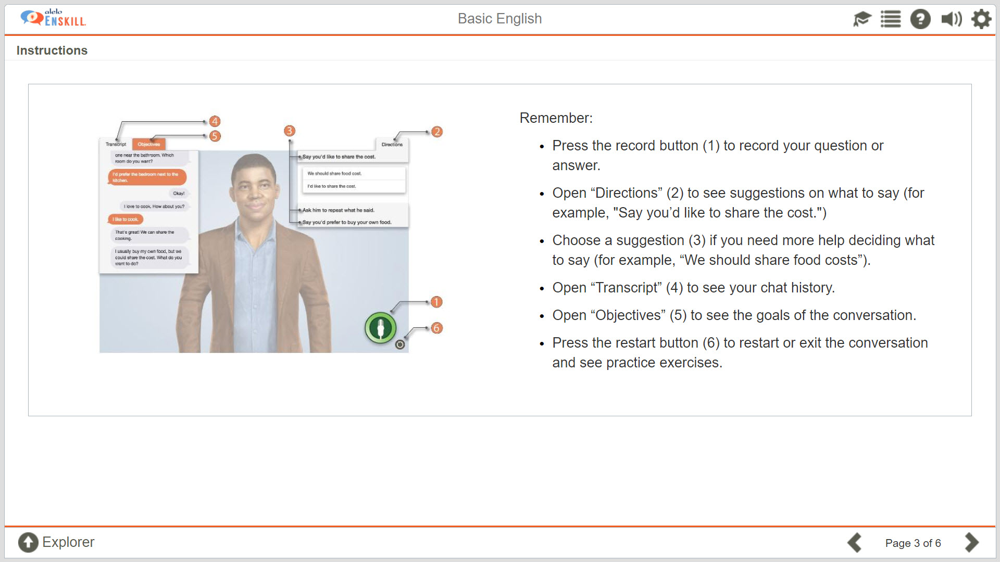 alelo
ENSKILL.
Basic English
Instructions
4
5
3
2
Transcript
Objectives
Directions
one near the bathroom. Which
room do you want?
I'd prefer the bedroom next to the
kitchen.
Okay!
I love to cook. How about you?
I like to cook.
That's great! We can share the
cooking.
I usually buy my own food, but we
could share the cost. What do you
want to do?
Say you'd like to share the cost.
We should share food cost.
I'd like to share the cost.
Ask him to repeat what he said.
Say you'd prefer to buy your own food.
1
6
Remember:
• Press the record button (1) to record your question or
answer.
• Open “Directions” (2) to see suggestions on what to say (for
example, "Say you’d like to share the cost.")
• Choose a suggestion (3) if you need more help deciding what
to say (for example, “We should share food costs”).
• Open “Transcript” (4) to see your chat history.
• Open “Objectives” (5) to see the goals of the conversation.
• Press the restart button (6) to restart or exit the conversation
and see practice exercises.
Explorer
Page 3 of 6